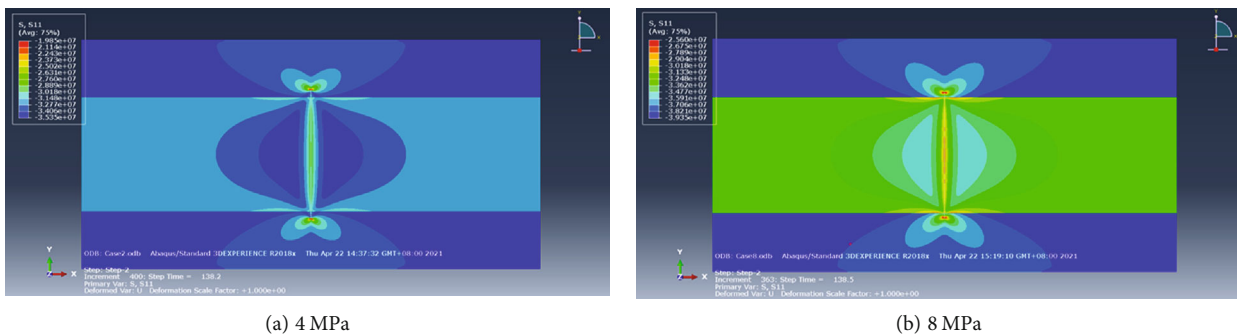 S, S11
(Avg: 75%)
-1.985e+07
-2.114e+07
-2.243e+07
-2.373e+07
-2.502e+07
-2.631e+07
-2.760e+07
-2.889e+07
-3.018e+07
-3.148e+07
-3.277e+07
-3.406e+07
-3.535e+07
Y
X
Z
ODB: Case2.odb Abaqus/Standard 3DEXPERIENCE R2018x Thu Apr 22 14:37:32 GMT+08:00 2021
Step: Step-2
Increment 400: Step Time = 138.2
Primary Var: S, S11
Deformed Var: U Deformation Scale Factor: +1.000e+00
(a) 4 MPa
S, S11
(Avg: 75%)
-2.560e+07
-2.675e+07
-2.789e+07
-2.904e+07
-3.018e+07
-3.133e+07
-3.248e+07
-3.362e+07
-3.477e+07
-3.591e+07
-3.706e+07
-3.821e+07
-3.935e+07
Y
X
Z
ODB: Case8.odb Abaqus/Standard 3DEXPERIENCE R2018x Thu Apr 22 15:19:10 GMT+08:00 2021
Step: Step-2
Increment 363: Step Time = 138.5
Primary Var: S, S11
Deformed Var: U Deformation Scale Factor: +1.000e+00
(b) 8 MPa